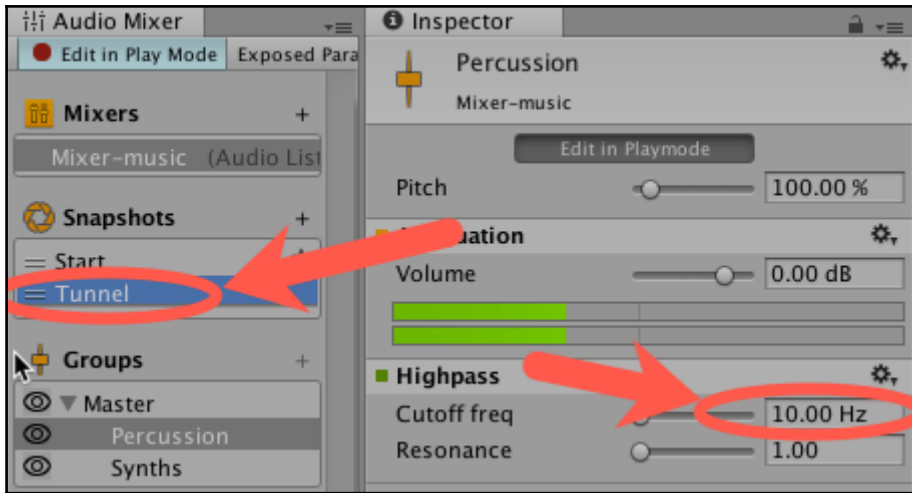 Audio Mixer
Edit in Play Mode Exposed Para
Mixers +
Mixer-music (Audio List
Snapshots +
Start
Tunnel
Groups +
Master
Percussion
Synths
Inspector
Percussion
Mixer-music
Edit in Playmode
Pitch 100.00 %
uation
Volume 0.00 dB
Highpass
Cutoff freq 10.00 Hz
Resonance 1.00